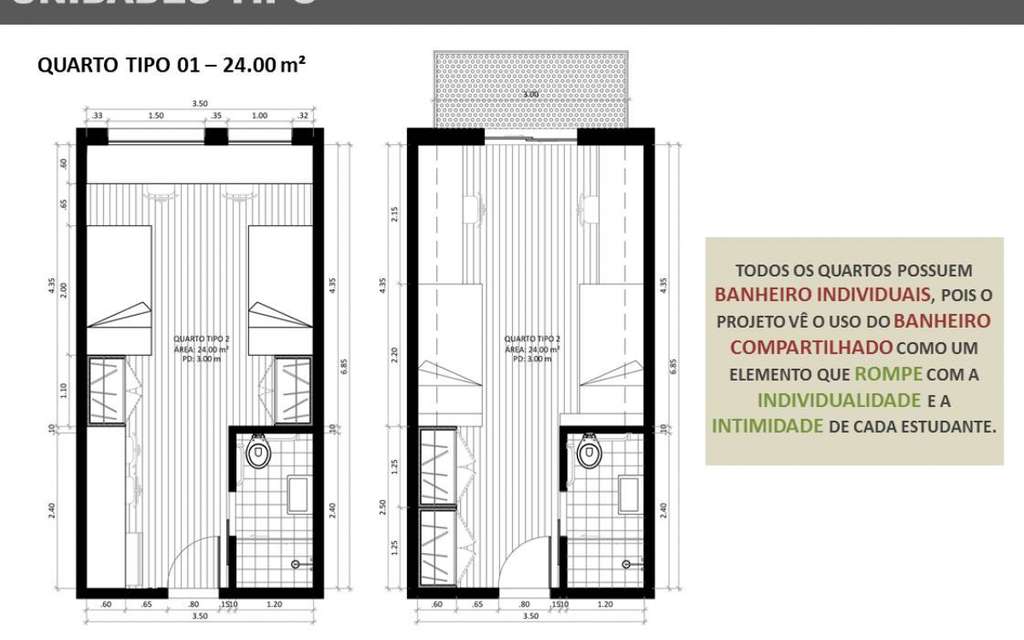 UNIDADES TIPO
QUARTO TIPO 01 – 24.00 m²
3.50
.33 1.50 .35 1.00 .32
.60
.65
2.00
1.10
.10
4.35
2.40
QUARTO TIPO 2
ÁREA: 24.00 m²
PD: 3.00 m
4.35
6.85
.10
2.40
.60 .65 .80 .15 .10 1.20
3.50
3.00
2.15
2.20
1.25
2.50
1.25
4.35
QUARTO TIPO 2
ÁREA: 24.00 m²
PD: 3.00 m
4.35
6.85
.10
2.40
.60 .65 .80 .15 .10 1.20
3.50
TODOS OS QUARTOS POSSUEM
BANHEIRO INDIVIDUAIS, POIS O
PROJETO VÊ O USO DO BANHEIRO
COMPARTILHADO COMO UM
ELEMENTO QUE ROMPE COM A
INDIVIDUALIDADE E A
INTIMIDADE DE CADA ESTUDANTE.